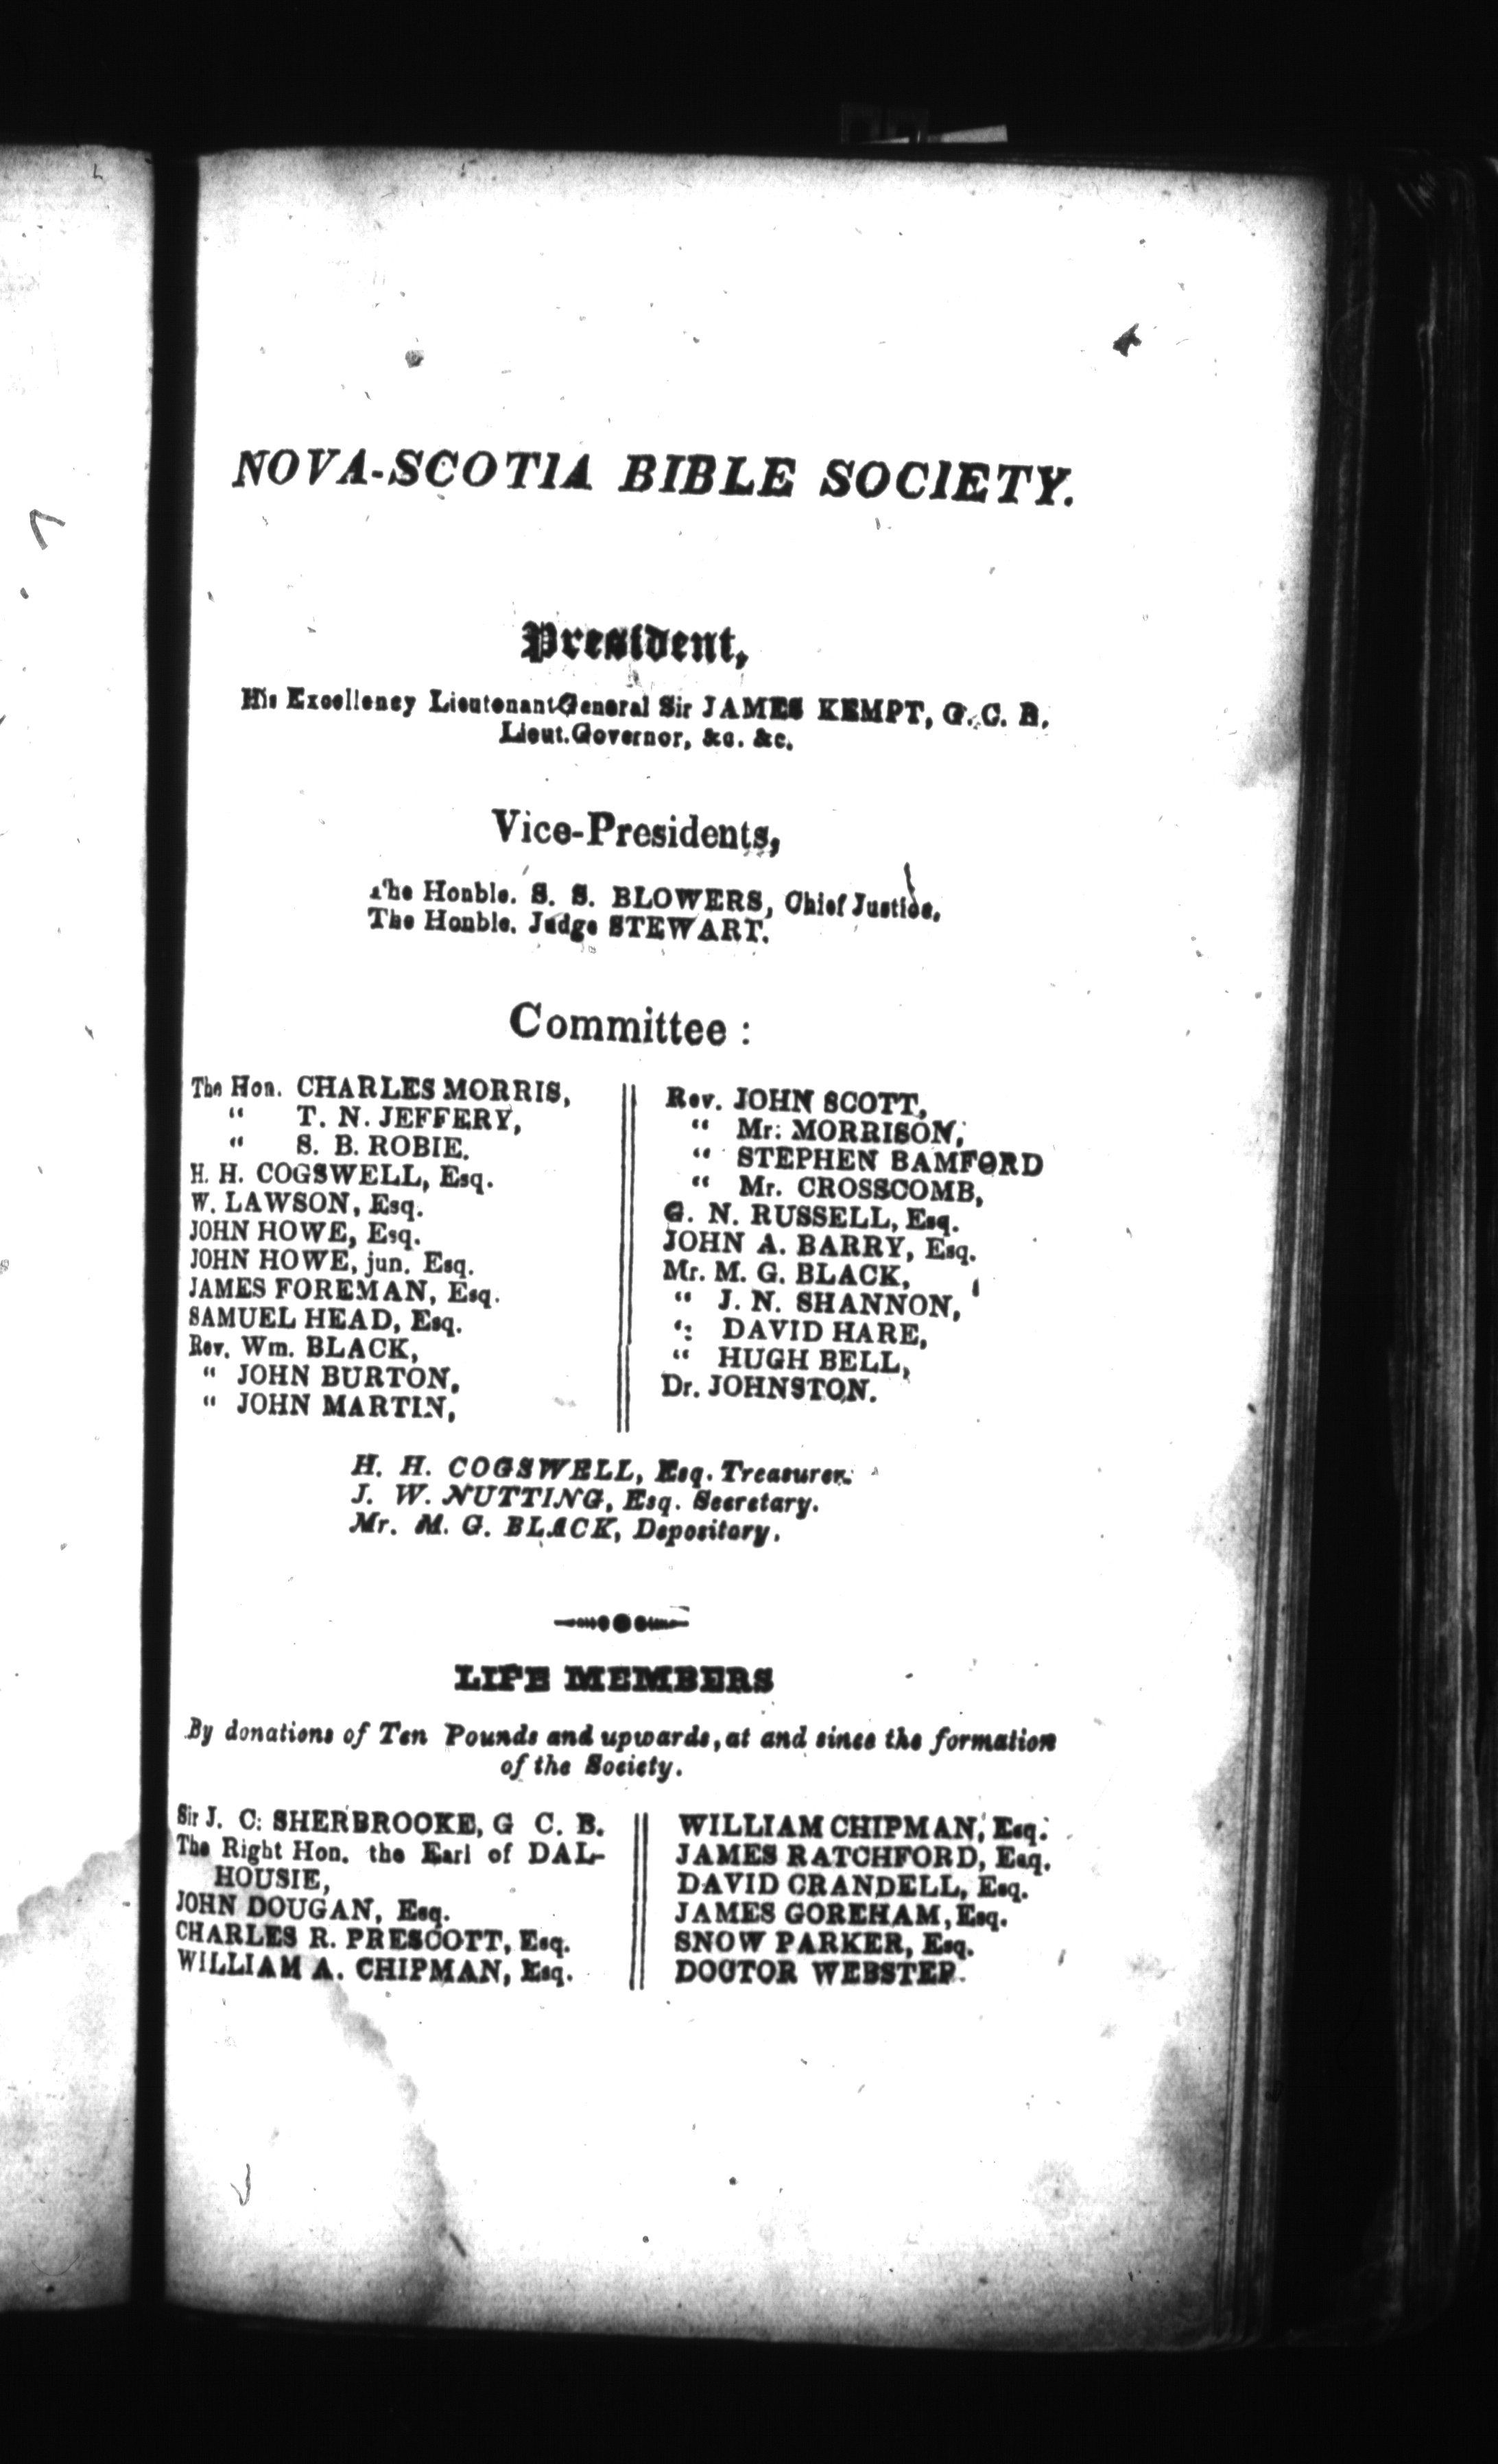 NOVA-SCOTIA BIBLE SOCIETY.
President,
His Excellency Lieutenant-General Sir JAMES KEMPT, G. C. B.
Lieut.Governor, &c. &c.
Vice-Presidents,
The Honble. S. S. BLOWERS, Chief Justice,
The Honble. Judge STEWART.
Committee :
The Hon. CHARLES MORRIS,
“ T. N. JEFFERY,
“ S. B. ROBIE.
H. H. COGSWELL, Esq.
W. LAWSON, Esq.
JOHN HOWE, Esq.
JOHN HOWE, jun. Esq.
JAMES FOREMAN, Esq.
SAMUEL HEAD, Esq.
Rev. Wm. BLACK,
“ JOHN BURTON,
“ JOHN MARTIN,
Rev. JOHN SCOTT,
“ Mr. MORRISON,
“ STEPHEN BAMFORD
“ Mr. CROSSCOMB,
G. N. RUSSELL, Esq.
JOHN A. BARRY, Esq.
Mr. M. G. BLACK,
“ J. N. SHANNON,
“ DAVID HARE,
“ HUGH BELL,
Dr. JOHNSTON.
H. H. COGSWELL, Esq. Treasurer.
J. W. NUTTING, Esq. Secretary.
Mr. M. G. BLACK, Depository.
LIFE MEMBERS
By donations of Ten Pounds and upwards, at and since the formation
of the Society.
Sir J. C: SHERBROOKE, G C. B.
The Right Hon. the Earl of DAL-
HOUSIE,
JOHN DOUGAN, Esq.
CHARLES R. PRESCOTT, Esq.
WILLIAM A. CHIPMAN, Esq.
WILLIAM CHIPMAN, Esq.
JAMES RATCHFORD, Esq.
DAVID CRANDELL, Esq.
JAMES GOREHAM, Esq.
SNOW PARKER, Esq.
DOCTOR WEBSTER.